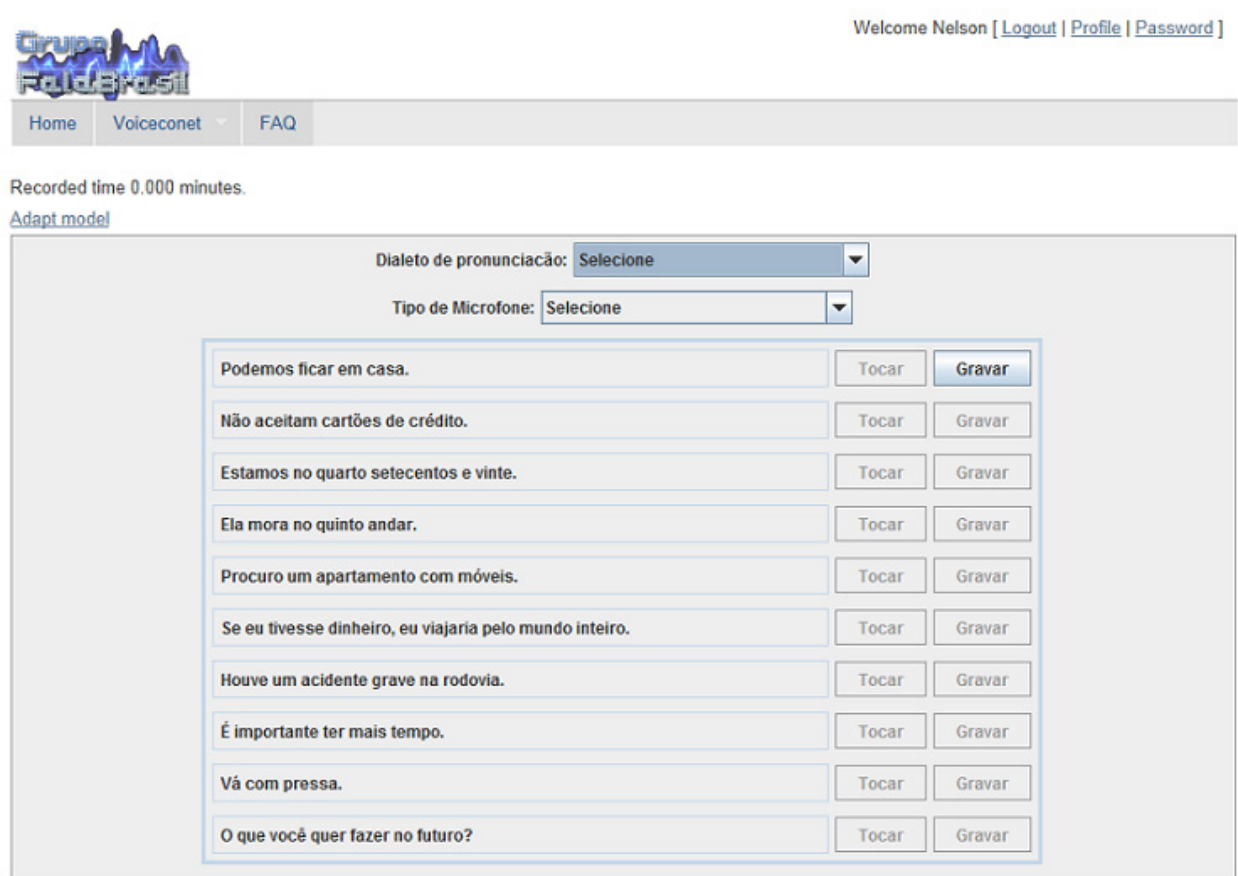 Welcome Nelson [ Logout | Profile | Password ]
Grupo
FalaBrasil
Home Voiceconet FAQ
Recorded time 0.000 minutes.
Adapt model
Dialeto de pronunciacão: Selecione
Tipo de Microfone: Selecione
Podemos ficar em casa. Tocar Gravar
Não aceitam cartões de crédito. Tocar Gravar
Estamos no quarto setecentos e vinte. Tocar Gravar
Ela mora no quinto andar. Tocar Gravar
Procuro um apartamento com móveis. Tocar Gravar
Se eu tivesse dinheiro, eu viajaria pelo mundo inteiro. Tocar Gravar
Houve um acidente grave na rodovia. Tocar Gravar
É importante ter mais tempo. Tocar Gravar
Vá com pressa. Tocar Gravar
O que você quer fazer no futuro? Tocar Gravar